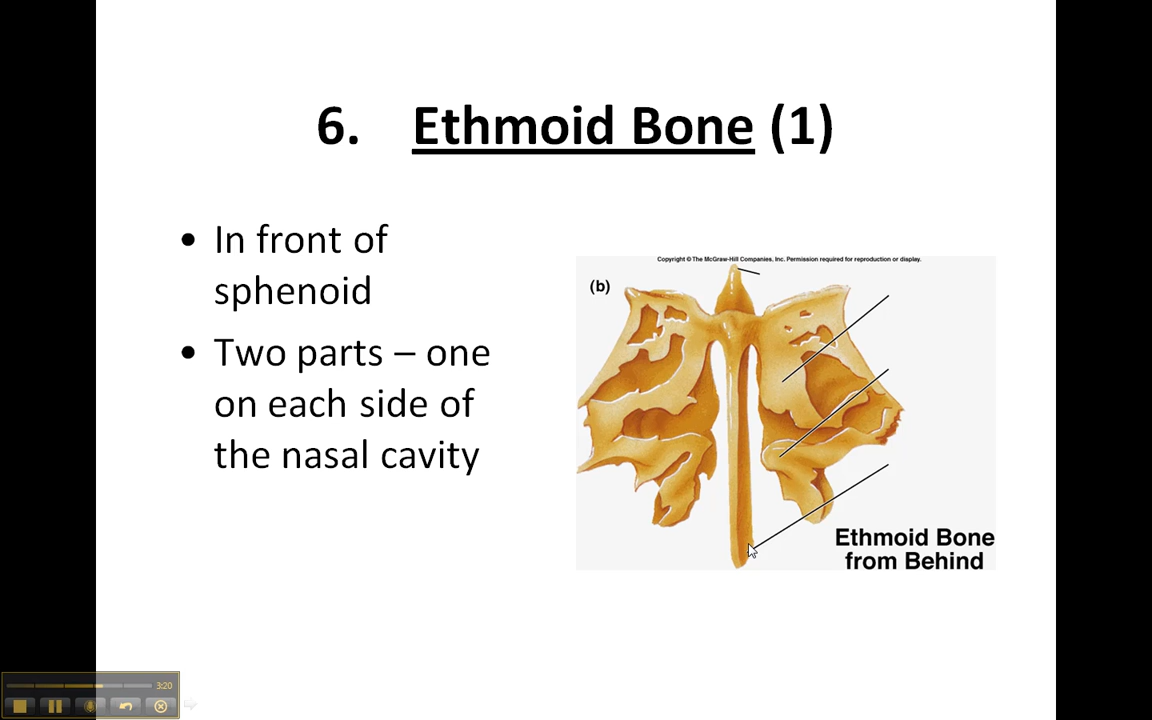 6. Ethmoid Bone (1)
• In front of
sphenoid
• Two parts – one
on each side of
the nasal cavity
Copyright © The McGraw-Hill Companies. Inc. Permission required for reproduction or display.
(b)
Ethmoid Bone
from Behind
3:20